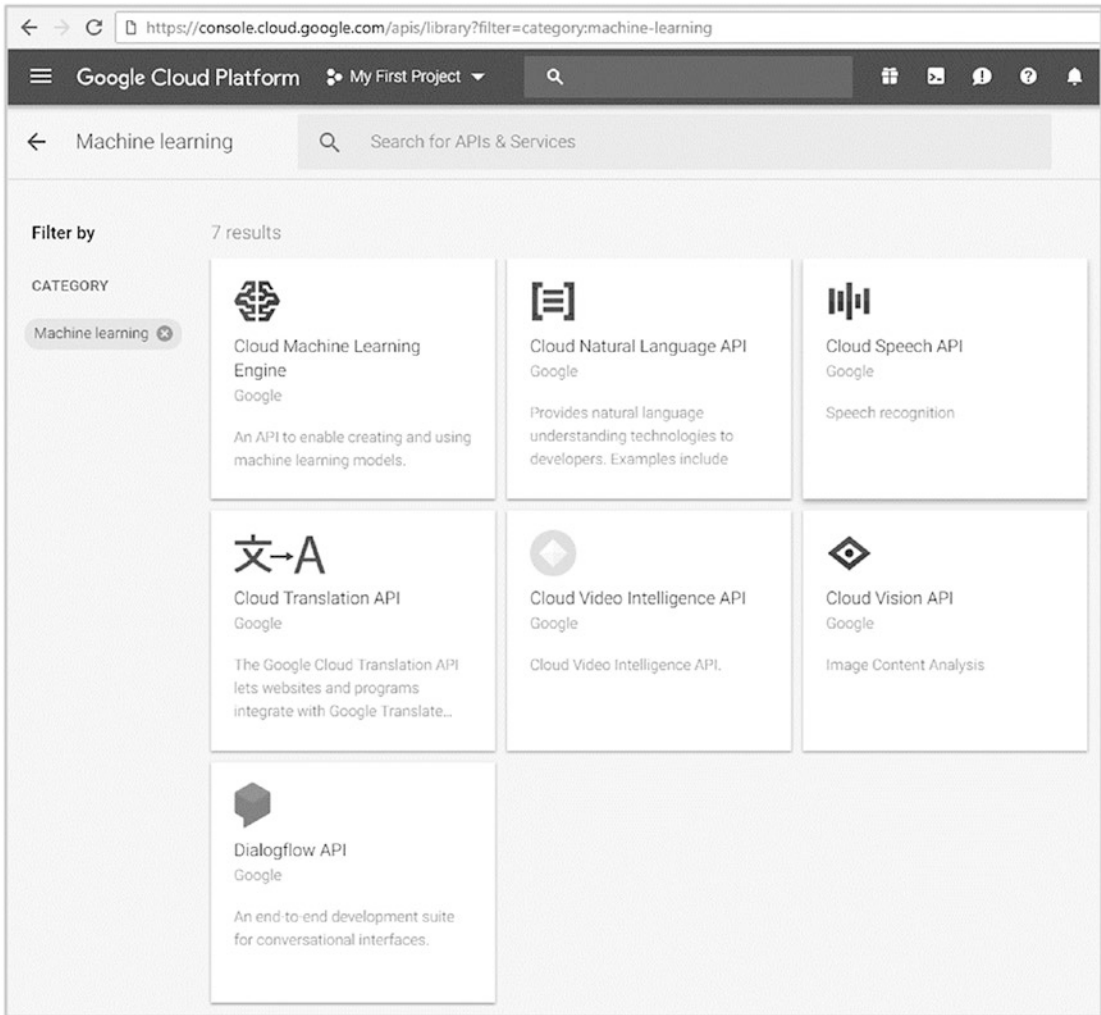 https://console.cloud.google.com/apis/library?filter=category:machine-learning
Google Cloud Platform My First Project
Machine learning Search for APIs & Services
Filter by
CATEGORY
Machine learning
7 results
Cloud Machine Learning
Engine
Google
An API to enable creating and using
machine learning models.
Cloud Natural Language API
Google
Provides natural language
understanding technologies to
developers. Examples include
Cloud Speech API
Google
Speech recognition
文→A
Cloud Translation API
Google
The Google Cloud Translation API
lets websites and programs
integrate with Google Translate...
Cloud Video Intelligence API
Google
Cloud Video Intelligence API.
Cloud Vision API
Google
Image Content Analysis
Dialogflow API
Google
An end-to-end development suite
for conversational interfaces.